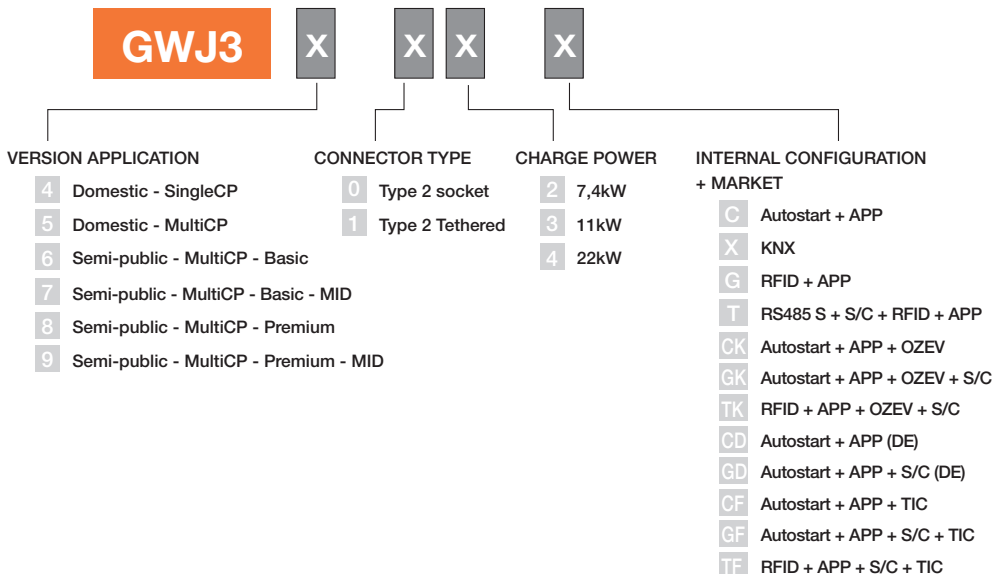 GWJ3 X X X X
VERSION APPLICATION
4 Domestic - SingleCP
5 Domestic - MultiCP
6 Semi-public - MultiCP - Basic
7 Semi-public - MultiCP - Basic - MID
8 Semi-public - MultiCP - Premium
9 Semi-public - MultiCP - Premium - MID
CONNECTOR TYPE
0 Type 2 socket
1 Type 2 Tethered
CHARGE POWER
2 7,4kW
3 11kW
4 22kW
INTERNAL CONFIGURATION
+ MARKET
C Autostart + APP
X KNX
G RFID + APP
T RS485 S + S/C + RFID + APP
CK Autostart + APP + OZEV
GK Autostart + APP + OZEV + S/C
TK RFID + APP + OZEV + S/C
CD Autostart + APP (DE)
GD Autostart + APP + S/C (DE)
CF Autostart + APP + TIC
GF Autostart + APP + S/C + TIC
TF RFID + APP + S/C + TIC